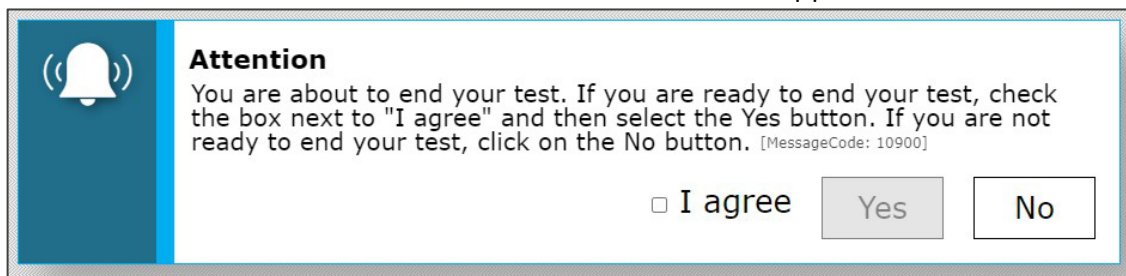 Attention
You are about to end your test. If you are ready to end your test, check
the box next to "I agree" and then select the Yes button. If you are not
ready to end your test, click on the No button. [MessageCode: 10900]
I agree Yes No